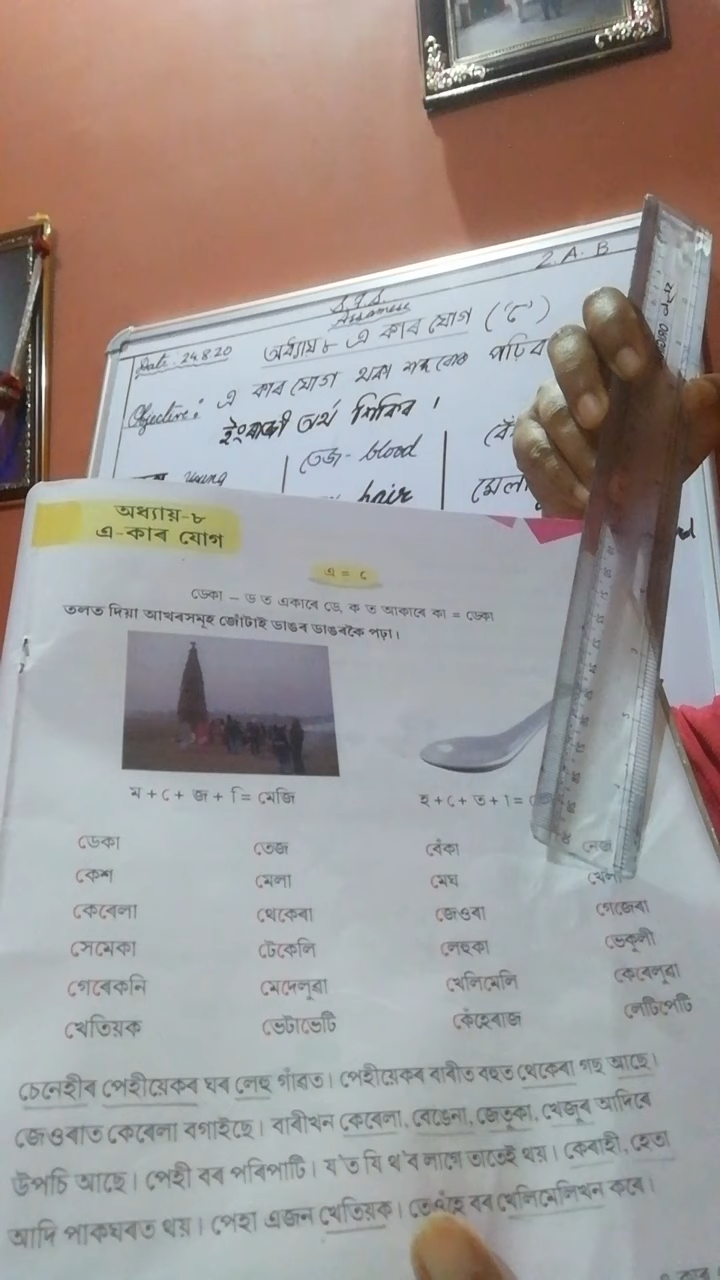 2. A. B
Assamese
Date: 24.8.20
অধ্যায় ৮ এ কাৰ যোগ ('ে')
Objective: এ কাৰ যোগ থকা শব্দবোৰ পঢ়িব
ইংৰাজী অৰ্থ শিকিব।
young
তেজ - blood
hair
অধ্যায়-৮
এ-কাৰ যোগ
এ = ে
ডেকা – ড ত একাৰে ডে, ক ত আকাৰে কা = ডেকা
তলত দিয়া আখৰসমূহ জোঁটাই ডাঙৰ ডাঙৰকৈ পঢ়া।
ম + ে + জ + ি = মেজি
হ + ে + ত + া =
ডেকা তেজ বেঁকা নেজ
কেশ মেলা মেঘ খেলা
কেৰেলা থেকেৰা জেওৰা গেজেৰা
সেমেকা টেকেলি লেহুকা ভেকুলী
গেৰেকনি মেদেলুৱা খেলিমেলি কেৰেলুৱা
খেতিয়ক ভেটাভেটি কেঁহেৰাজ লেটিপেটি
চেনেহীৰ পেহীয়েকৰ ঘৰ লেহু গাঁৱত। পেহীয়েকৰ বাৰীত বহুত থেকেৰা গছ আছে।
জেওৰাত কেৰেলা বগাইছে। বাৰীখন কেৰেলা, বেঙেনা, জেতুকা, খেজুৰ আদিৰে
উপচি আছে। পেহী বৰ পৰিপাটি। য'ত যি থ'ব লাগে তাতেই থয়। কেৰাহী, হেতা
আদি পাকঘৰত থয়। পেহা এজন খেতিয়ক। তেওঁহে বৰ খেলিমেলিখন কৰে।